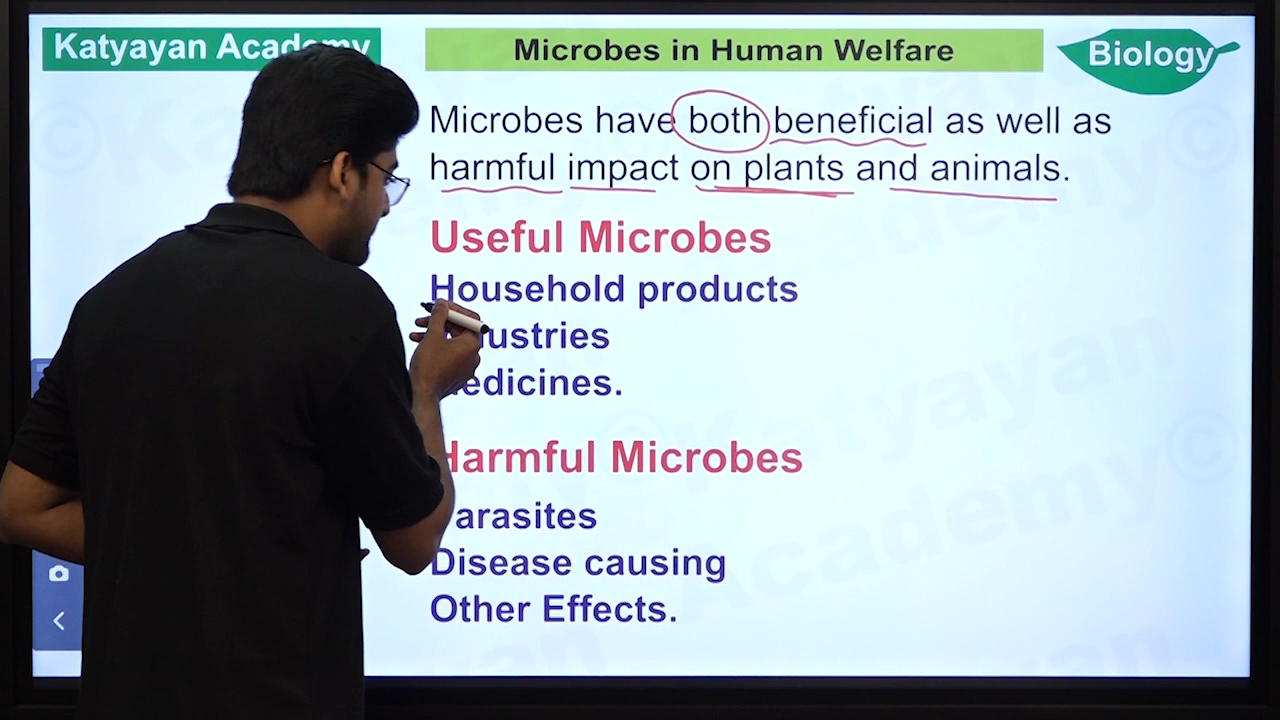 Katyayan Academy
Microbes in Human Welfare
Biology
Microbes have both beneficial as well as
harmful impact on plants and animals.
Useful Microbes
Household products
Industries
Medicines.
Harmful Microbes
Parasites
Disease causing
Other Effects.